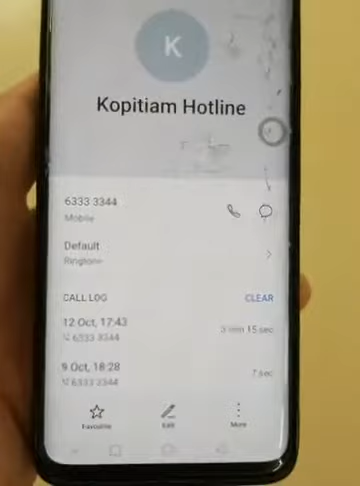 K
Kopitiam Hotline
6333 3344
Mobile
Default
Ringtone
CALL LOG CLEAR
12 Oct, 17:43
6333 3344 3 min 15 sec
9 Oct, 18:28
6333 3344 7 sec
Favourite Edit More